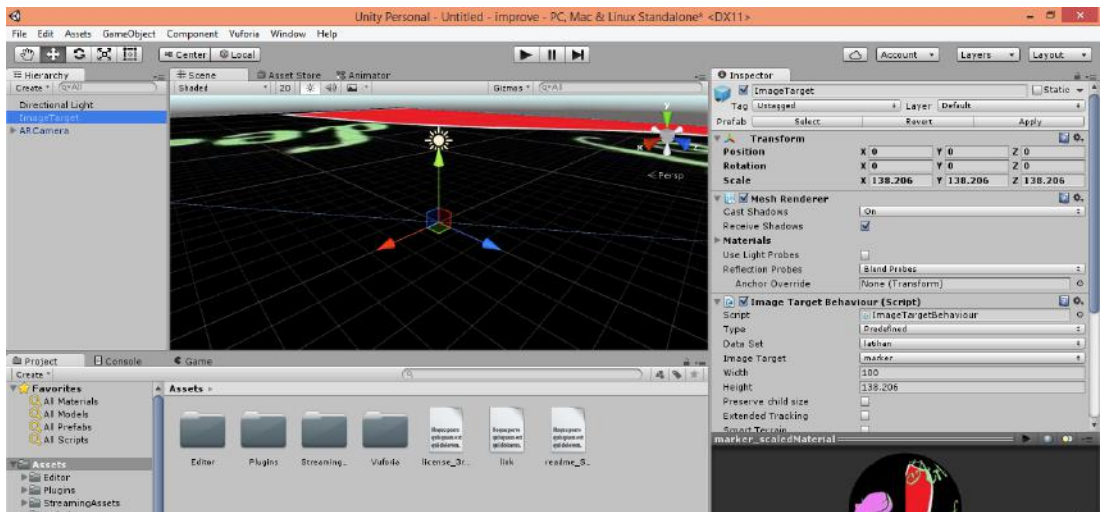 Unity Personal - Untitled - improve - PC, Mac & Linux Standalone* <DX11>
File Edit Assets GameObject Component Vuforia Window Help
Center Local Account Layers Layout
Hierarchy
Create
Directional Light
ImageTarget
ARCamera
Scene Asset Store Animator
Shaded 2D Gizmos
y
x
z
Persp
Inspector
ImageTarget Static
Tag Untagged Layer Default
Prefab Select Revert Apply
Transform
Position X 0 Y 0 Z 0
Rotation X 0 Y 0 Z 0
Scale X 138.206 Y 138.206 Z 138.206
Mesh Renderer
Cast Shadows On
Receive Shadows
Materials
Use Light Probes
Reflection Probes Blend Probes
Anchor Override None (Transform)
Image Target Behaviour (Script)
Script ImageTargetBehaviour
Type Predefined
Data Set latihan
Image Target marker
Width 100
Height 138.206
Preserve child size
Extended Tracking
Smart Terrain
marker_scaledMaterial
Project Console Game
Create
Favorites
All Materials
All Models
All Prefabs
All Scripts
Assets
Editor
Plugins
StreamingAssets
Assets
Editor Plugins Streaming... Vuforia license_3r... link readme_S...